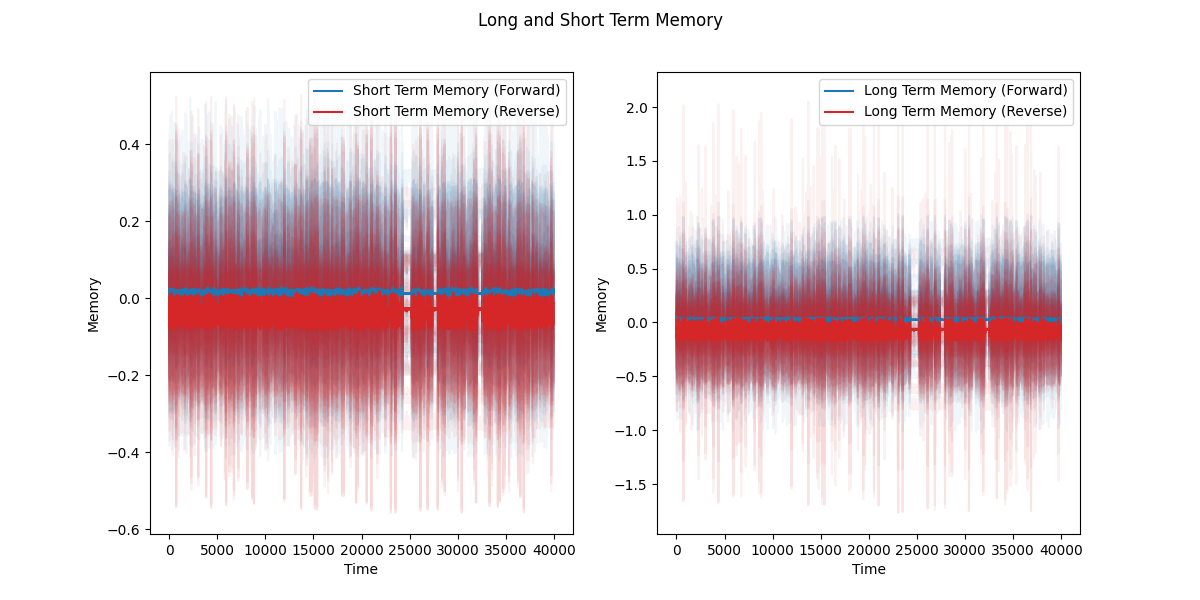 Long and Short Term Memory
Short Term Memory (Forward)
Short Term Memory (Reverse)
0.4
0.2
0.0
−0.2
−0.4
−0.6
Memory
0 5000 10000 15000 20000 25000 30000 35000 40000
Time
Long Term Memory (Forward)
Long Term Memory (Reverse)
2.0
1.5
1.0
0.5
0.0
−0.5
−1.0
−1.5
Memory
0 5000 10000 15000 20000 25000 30000 35000 40000
Time